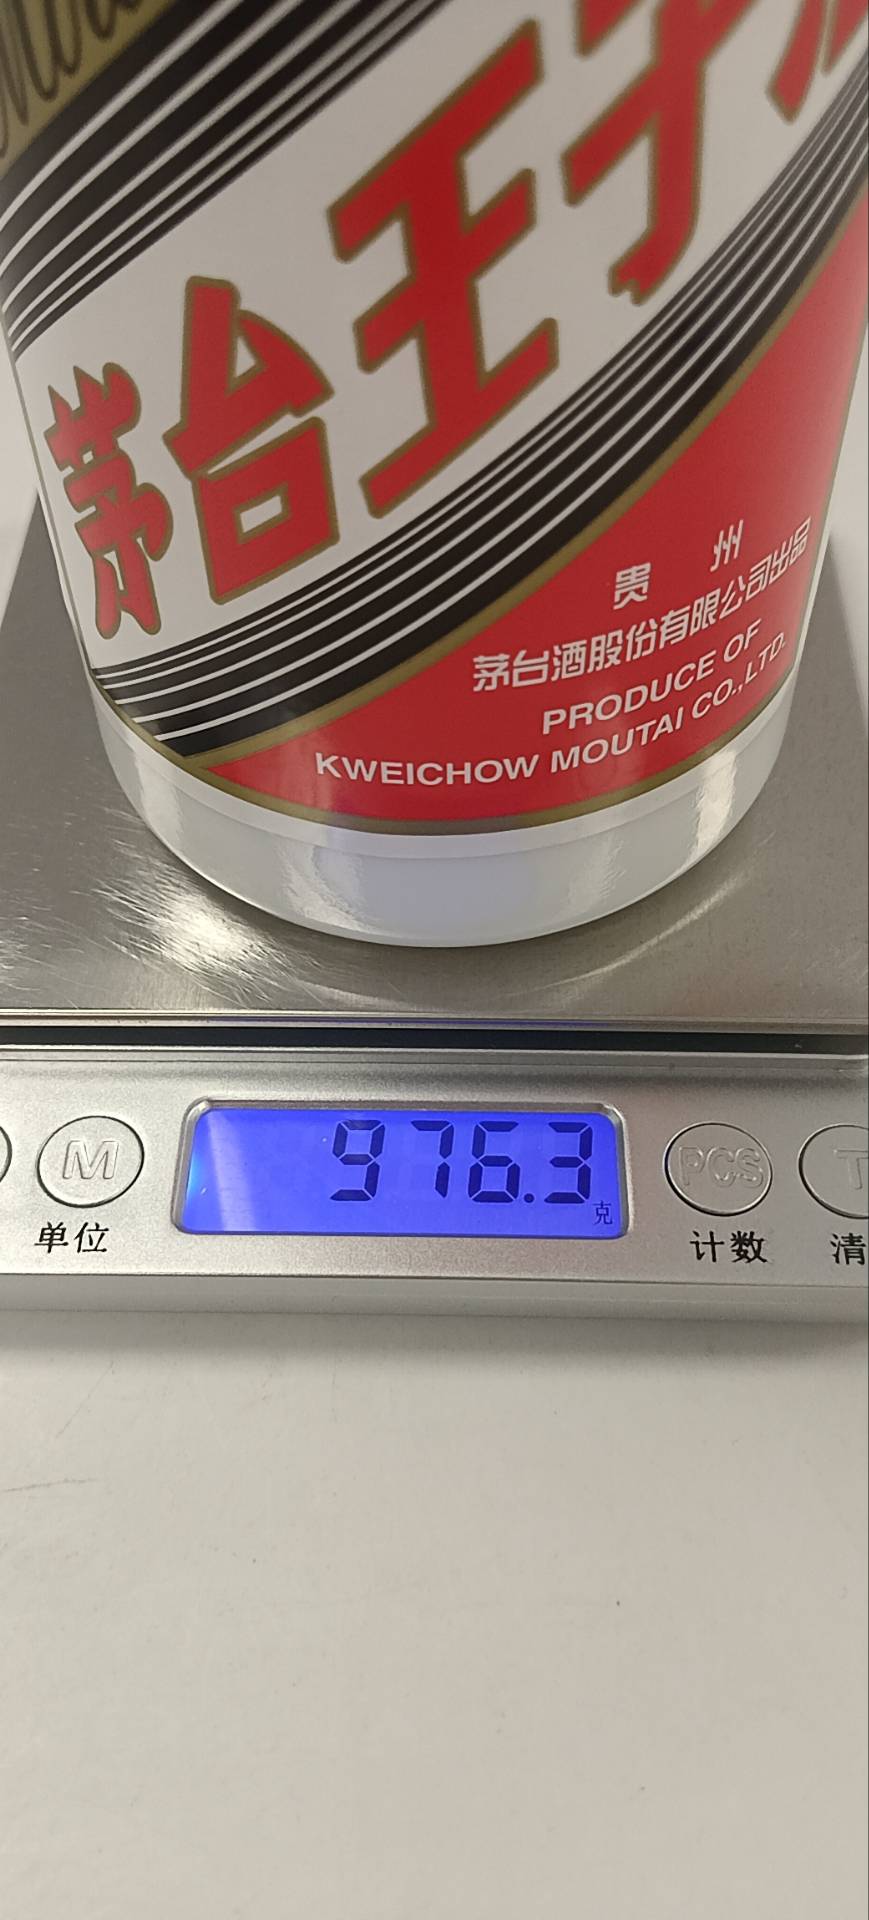 茅台王子
贵州
茅台酒股份有限公司出品
PRODUCE OF
KWEICHOW MOUTAI CO.,LTD.
976.3
克
M
PCS
T
单位
计数
清